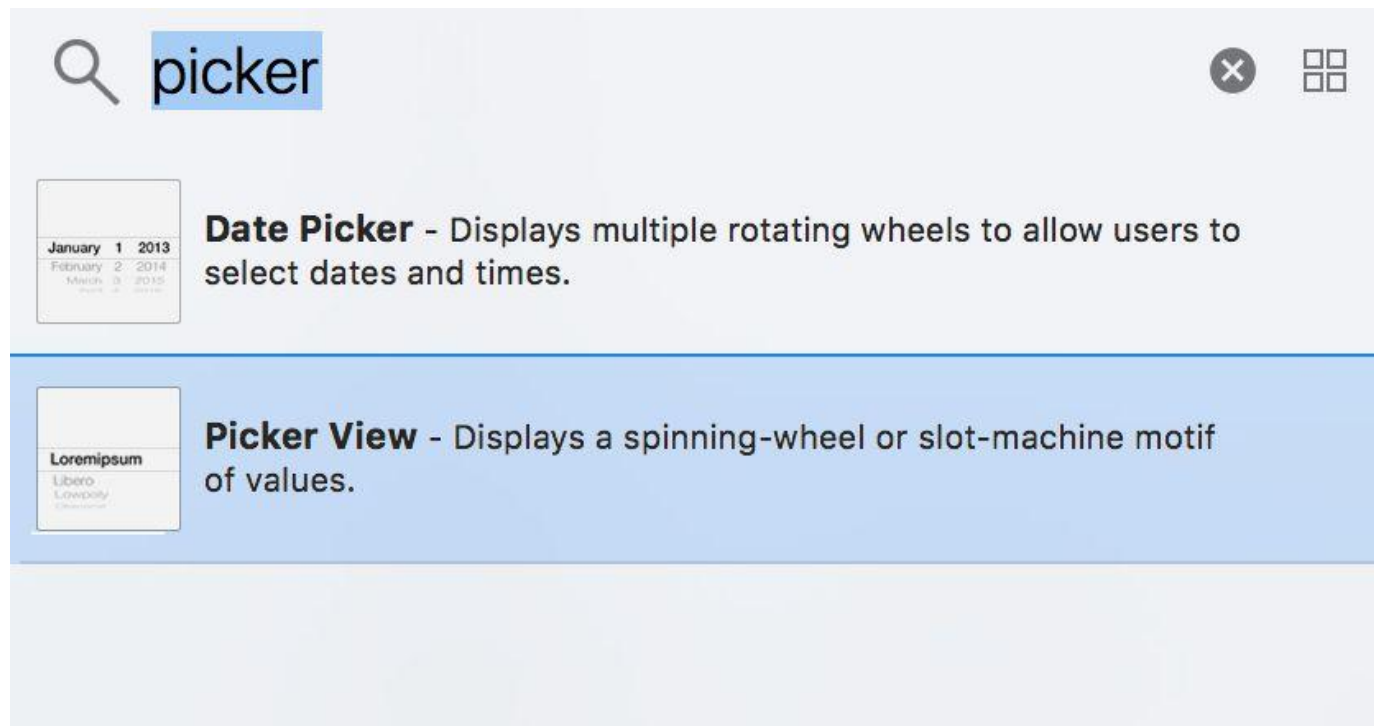 picker
Date Picker - Displays multiple rotating wheels to allow users to
select dates and times.
January 1 2013
February 2 2014
March 3 2015
Picker View - Displays a spinning-wheel or slot-machine motif
of values.
Loremipsum
Libero
Lowpoly